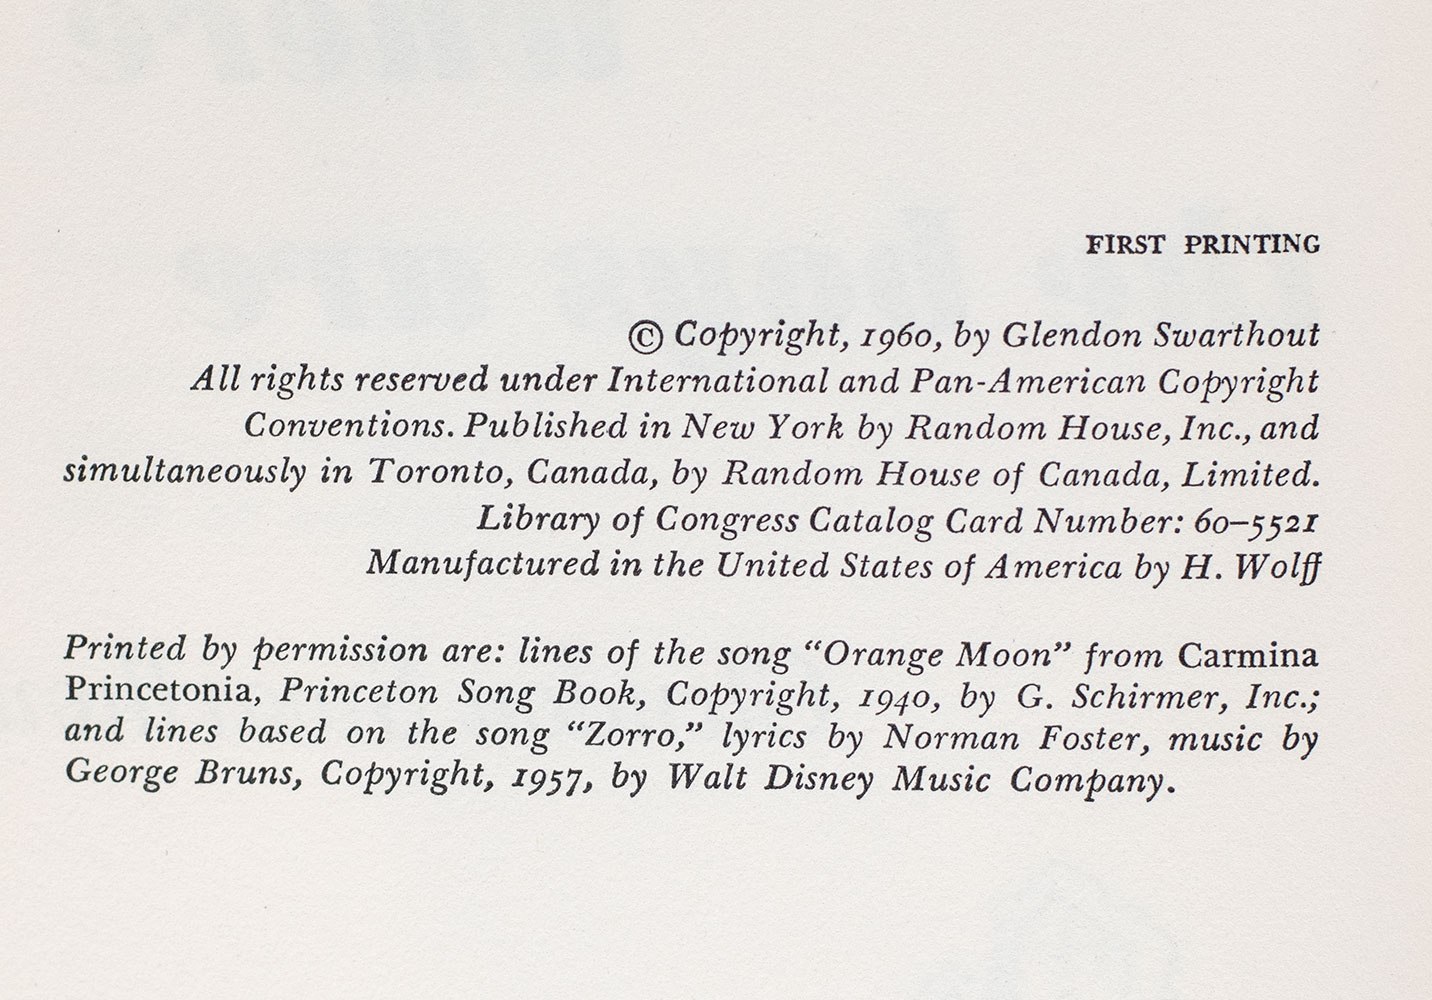 FIRST PRINTING
© Copyright, 1960, by Glendon Swarthout
All rights reserved under International and Pan-American Copyright
Conventions. Published in New York by Random House, Inc., and
simultaneously in Toronto, Canada, by Random House of Canada, Limited.
Library of Congress Catalog Card Number: 60–5521
Manufactured in the United States of America by H. Wolff
Printed by permission are: lines of the song “Orange Moon” from Carmina
Princetonia, Princeton Song Book, Copyright, 1940, by G. Schirmer, Inc.;
and lines based on the song “Zorro,” lyrics by Norman Foster, music by
George Bruns, Copyright, 1957, by Walt Disney Music Company.